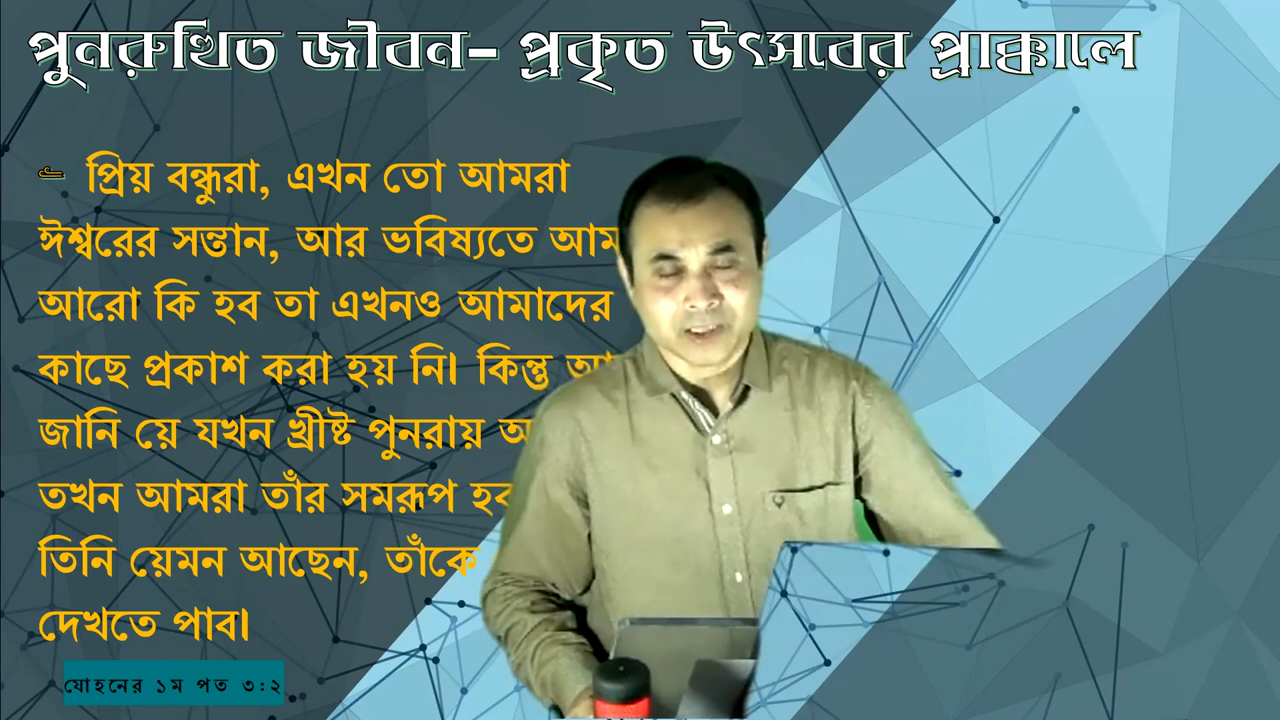 পুনরুত্থিত জীবন- প্রকৃত উৎসবের প্রাক্কালে
প্রিয় বন্ধুরা, এখন তো আমরা
ঈশ্বরের সন্তান, আর ভবিষ্যতে
আরো কি হব তা এখনও আমাদের
কাছে প্রকাশ করা হয় নি। কিন্তু
জানি য়ে যখন খ্রীষ্ট পুনরায়
তখন আমরা তাঁর সমরূপ
তিনি য়েমন আছেন, তাঁকে
দেখতে পাব।
যোহনের ১ম পত্র ৩:২